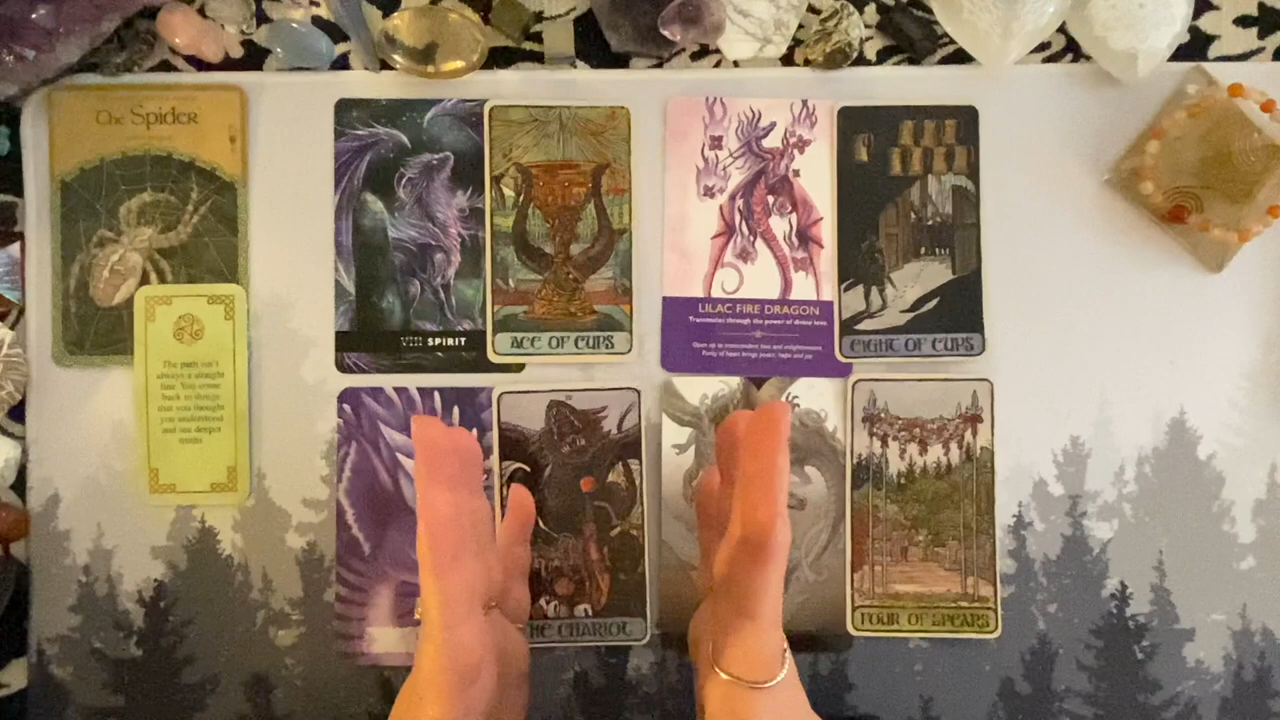 The Spider
The path isn't
always a straight
line. You come
back to things
that you thought
you understood
and see deeper
truths
VIII SPIRIT
ACE OF CUPS
LILAC FIRE DRAGON
Transmutes through the power of divine love
Open up to transcendent love and enlightenment
Purity of heart brings peace, hope and joy
EIGHT OF CUPS
HE CHARIOT
FOUR OF SPEARS